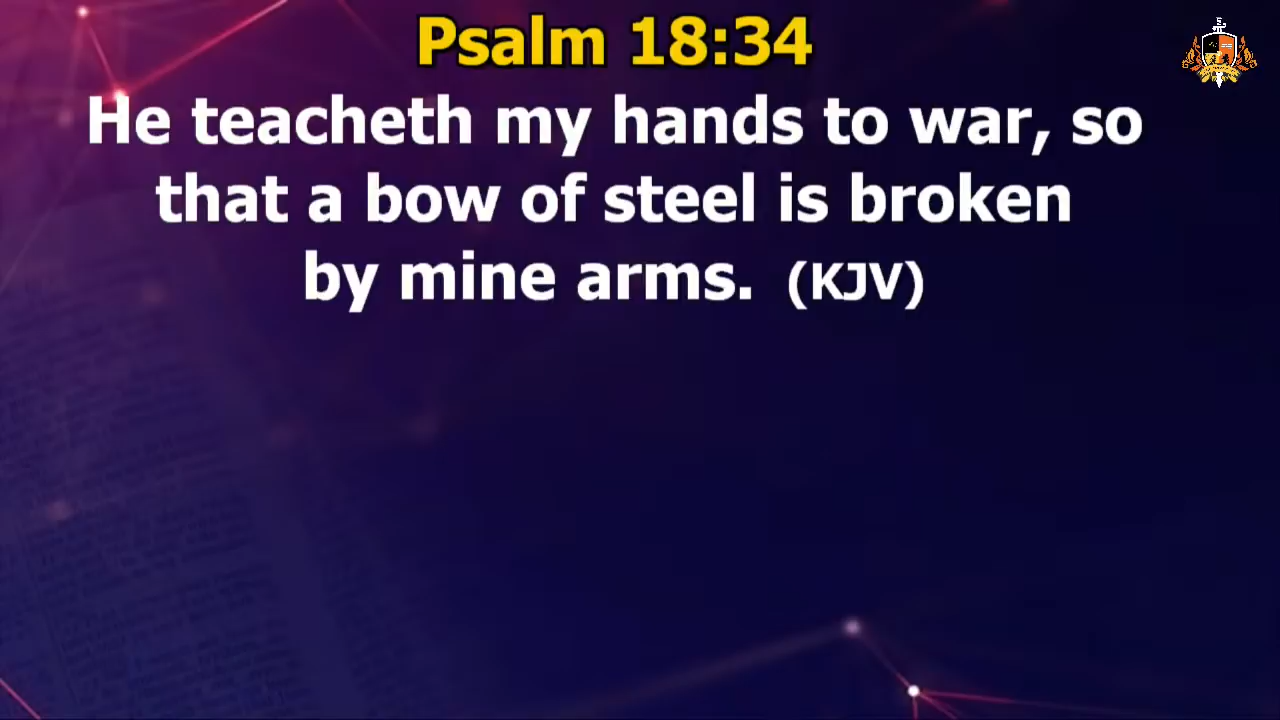 Psalm 18:34
He teacheth my hands to war, so
that a bow of steel is broken
by mine arms. (KJV)